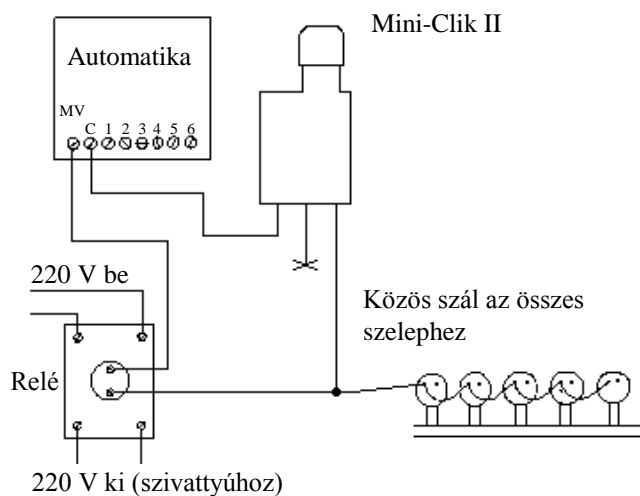 Mini-Clik II
Automatika
MV
C 1 2 3 4 5 6
220 V be
Közös szál az összes
szelephez
Relé
220 V ki (szivattyúhoz)